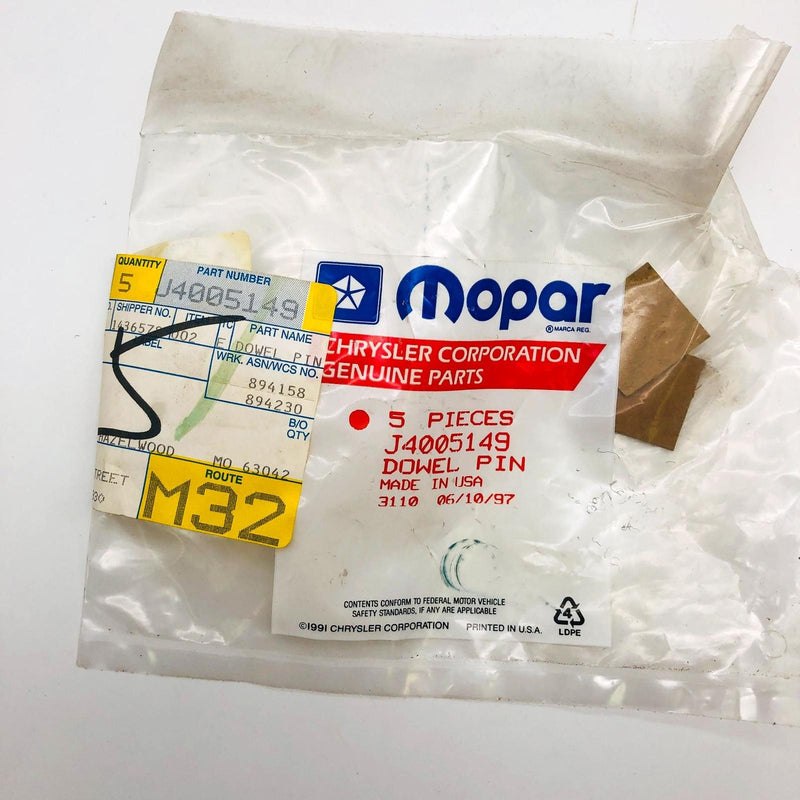 QUANTITY
5
PART NUMBER
J4005149
SHIPPER NO.
PART NAME
DOWEL PIN
WRK. ASN/WCS NO.
894158
894230
B/O
QTY
5
MO 63042
ROUTE
M32
Mopar
® MARCA REG.
CHRYSLER CORPORATION
GENUINE PARTS
5 PIECES
J4005149
DOWEL PIN
MADE IN USA
3110 06/10/97
CONTENTS CONFORM TO FEDERAL MOTOR VEHICLE
SAFETY STANDARDS, IF ANY ARE APPLICABLE
©1991 CHRYSLER CORPORATION PRINTED IN U.S.A.
4
LDPE